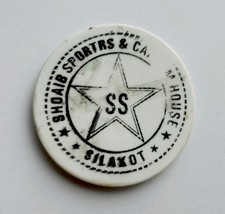 SHOAIB SPORTRS & CA. M HOUSE
SS
SILAKOT